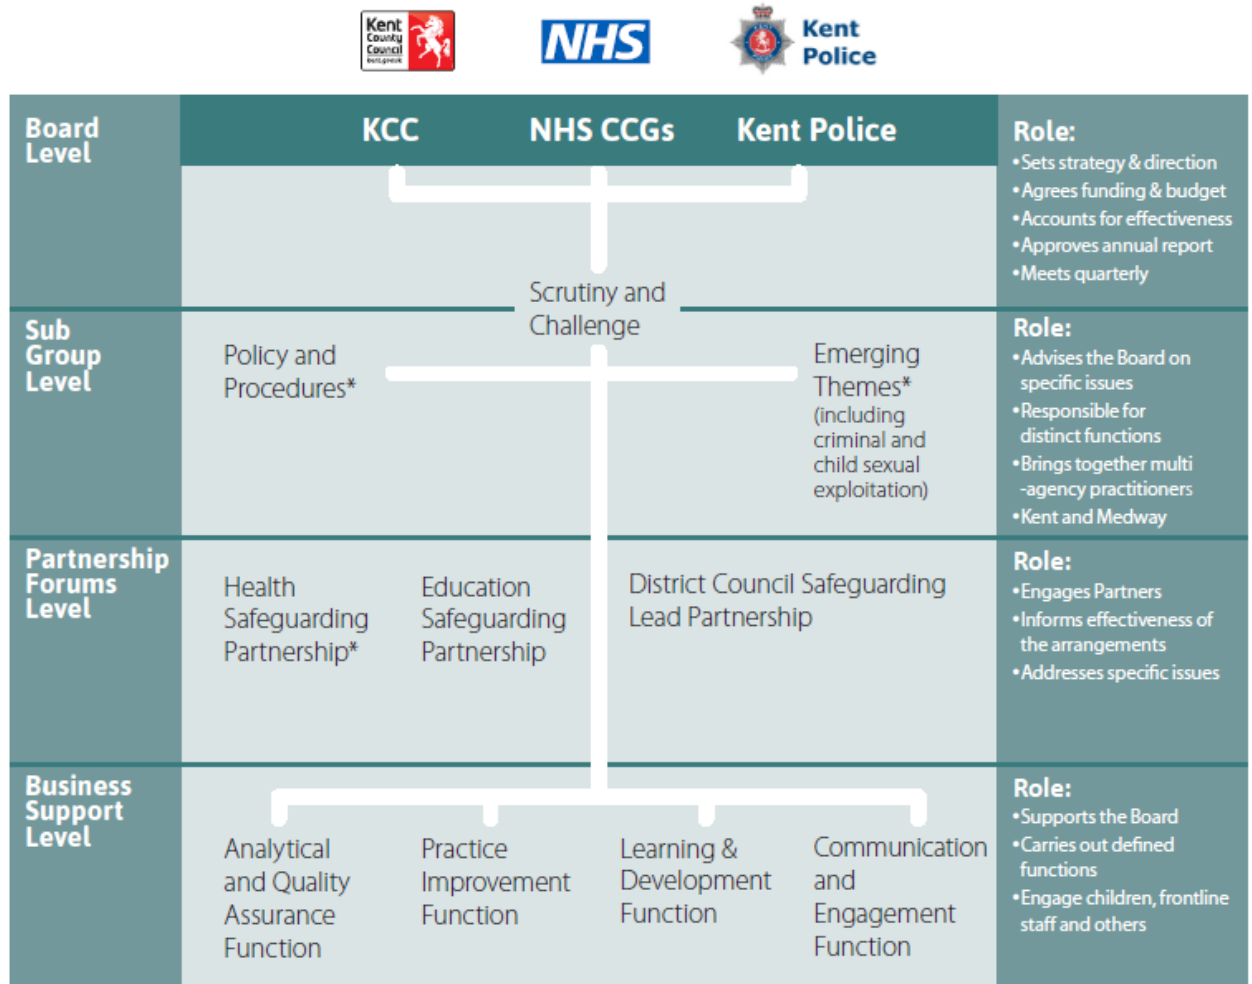 Kent
County
Council
kent.gov.uk
NHS
Kent
Police
Board
Level
KCC
NHS CCGs
Kent Police
Role:
•Sets strategy & direction
•Agrees funding & budget
•Accounts for effectiveness
•Approves annual report
•Meets quarterly
Scrutiny and
Challenge
Sub
Group
Level
Policy and
Procedures*
Emerging
Themes*
(including
criminal and
child sexual
exploitation)
Role:
•Advises the Board on
specific issues
•Responsible for
distinct functions
•Brings together multi
-agency practitioners
•Kent and Medway
Partnership
Forums
Level
Health
Safeguarding
Partnership*
Education
Safeguarding
Partnership
District Council Safeguarding
Lead Partnership
Role:
•Engages Partners
•Informs effectiveness of
the arrangements
•Addresses specific issues
Business
Support
Level
Analytical
and Quality
Assurance
Function
Practice
Improvement
Function
Learning &
Development
Function
Communication
and
Engagement
Function
Role:
•Supports the Board
•Carries out defined
functions
•Engage children, frontline
staff and others